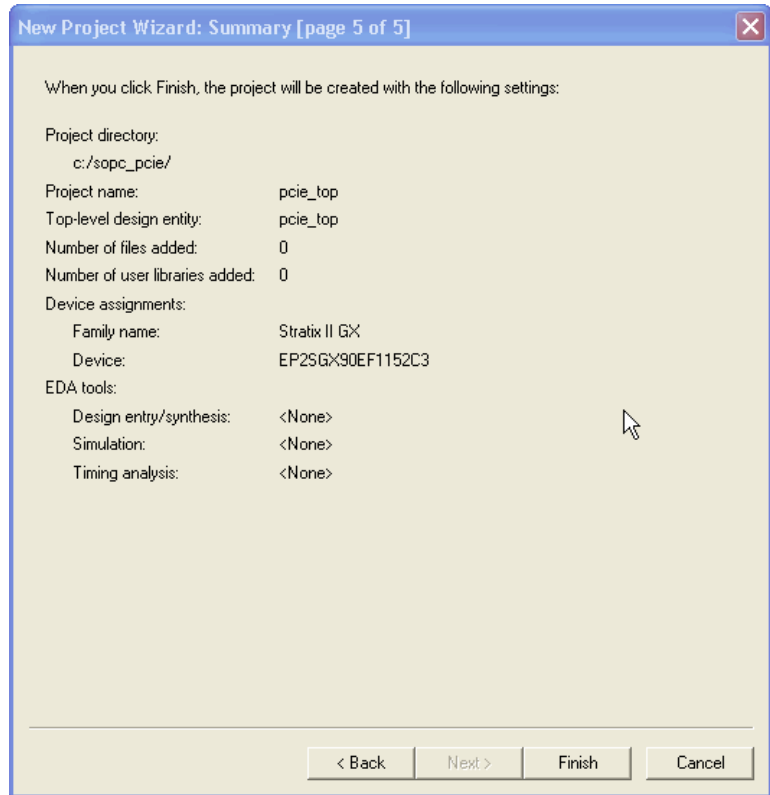 New Project Wizard: Summary [page 5 of 5]
When you click Finish, the project will be created with the following settings:
Project directory:
c:/sopc_pcie/
Project name: pcie_top
Top-level design entity: pcie_top
Number of files added: 0
Number of user libraries added: 0
Device assignments:
Family name: Stratix II GX
Device: EP2SGX90EF1152C3
EDA tools:
Design entry/synthesis: <None>
Simulation: <None>
Timing analysis: <None>
< Back Next > Finish Cancel